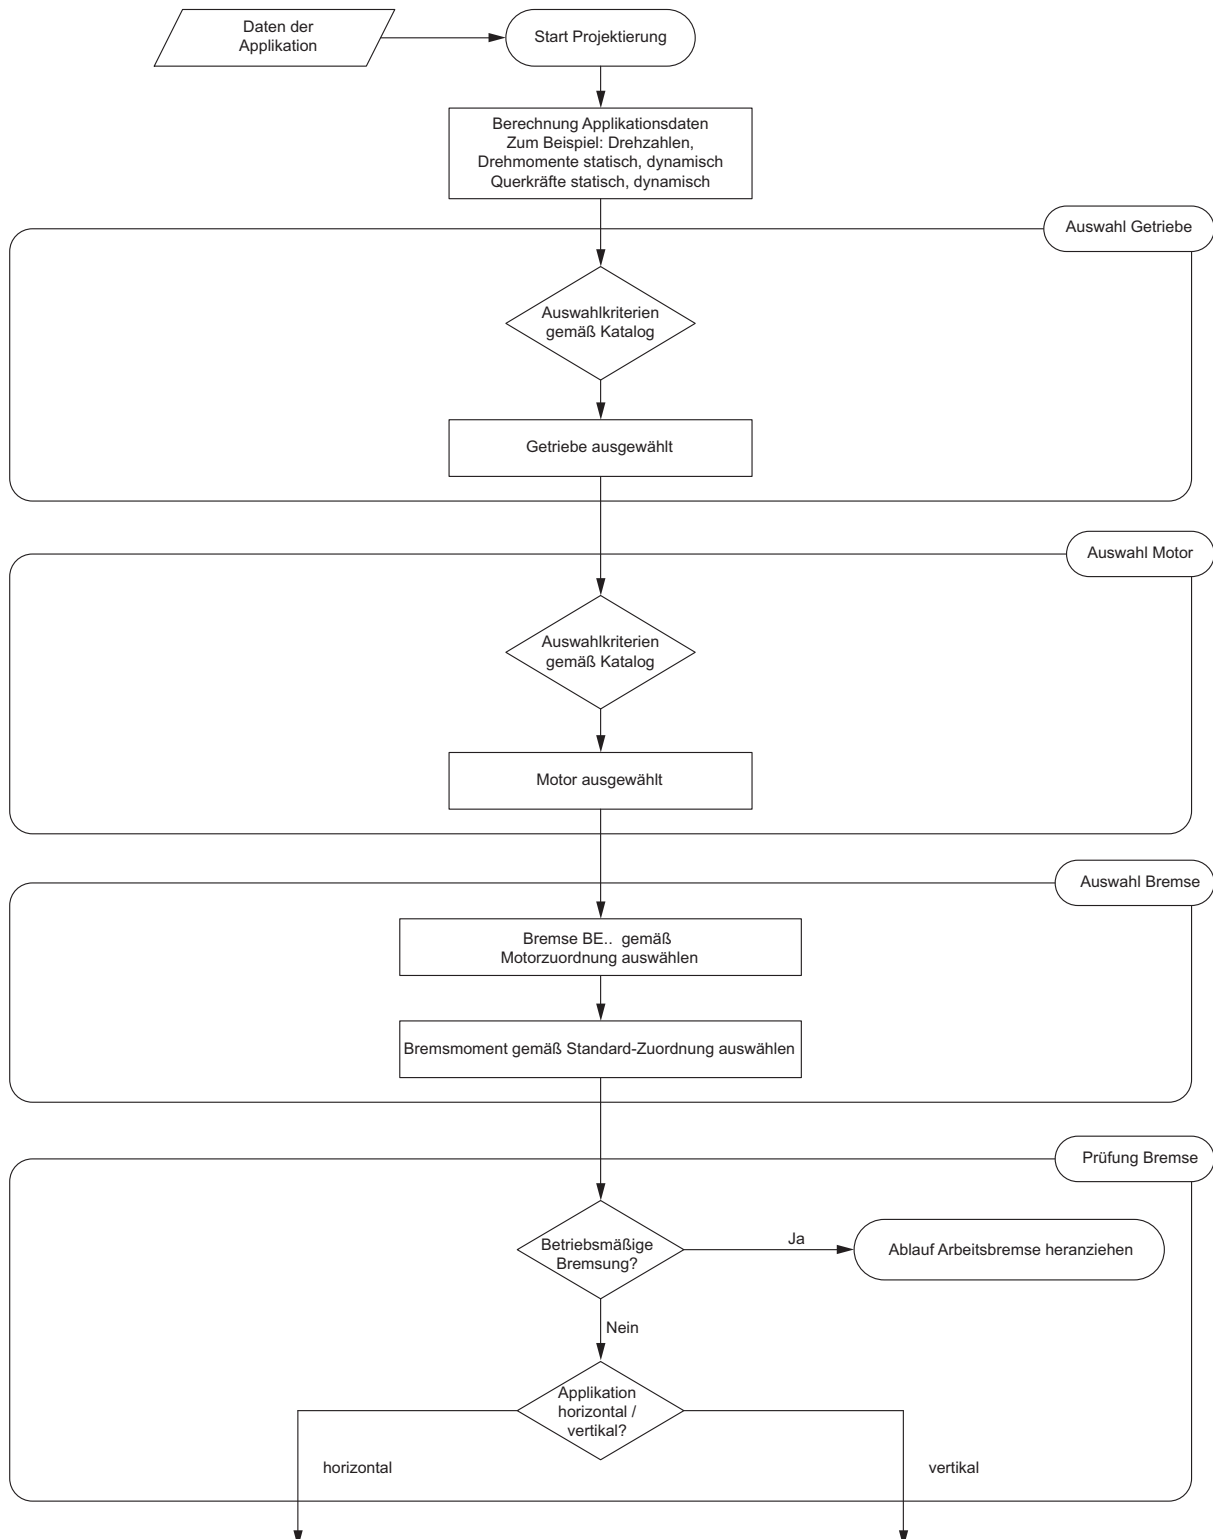 Daten der
Applikation
Start Projektierung
Berechnung Applikationsdaten
Zum Beispiel: Drehzahlen,
Drehmomente statisch, dynamisch
Querkräfte statisch, dynamisch
Auswahl Getriebe
Auswahlkriterien
gemäß Katalog
Getriebe ausgewählt
Auswahl Motor
Auswahlkriterien
gemäß Katalog
Motor ausgewählt
Auswahl Bremse
Bremse BE.. gemäß
Motorzuordnung auswählen
Bremsmoment gemäß Standard-Zuordnung auswählen
Prüfung Bremse
Betriebsmäßige
Bremsung?
Ja
Ablauf Arbeitsbremse heranziehen
Nein
Applikation
horizontal /
vertikal?
horizontal
vertikal